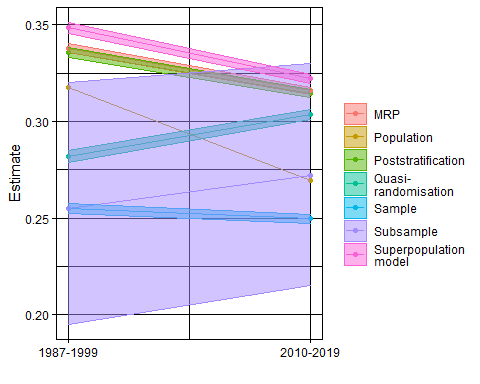 0.35
0.30
0.25
0.20
Estimate
1987-1999
2010-2019
MRP
Population
Poststratification
Quasi-
randomisation
Sample
Subsample
Superpopulation
model